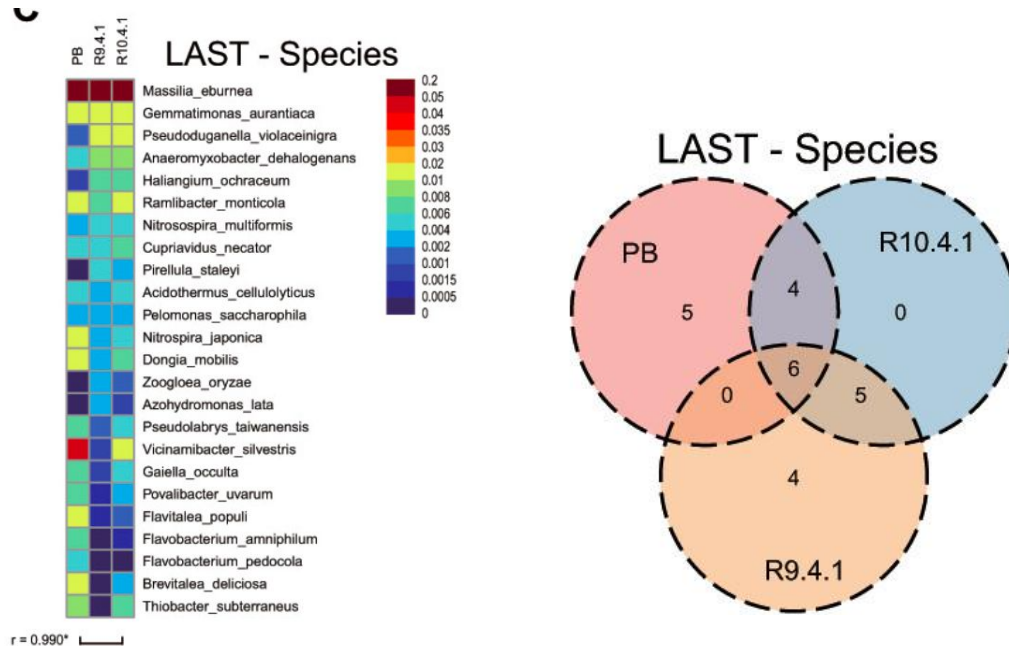 C
PB
R9.4.1
R10.4.1
LAST - Species
Massilia_eburnea
Gemmatimonas_aurantiaca
Pseudoduganella_violaceinigra
Anaeromyxobacter_dehalogenans
Haliangium_ochraceum
Ramlibacter_monticola
Nitrosospira_multiformis
Cupriavidus_necator
Pirellula_staleyi
Acidothermus_cellulolyticus
Pelomonas_saccharophila
Nitrospira_japonica
Dongia_mobilis
Zoogloea_oryzae
Azohydromonas_lata
Pseudolabrys_taiwanensis
Vicinamibacter_silvestris
Gaiella_occulta
Povalibacter_uvarum
Flavitalea_populi
Flavobacterium_amniphilum
Flavobacterium_pedocola
Brevitalea_deliciosa
Thiobacter_subterraneus
r = 0.990*
0.2
0.05
0.04
0.035
0.03
0.02
0.01
0.008
0.006
0.002
0.001
0.0015
0.0005
0
LAST - Species
PB
R10.4.1
4
5
0
6
0
5
4
R9.4.1